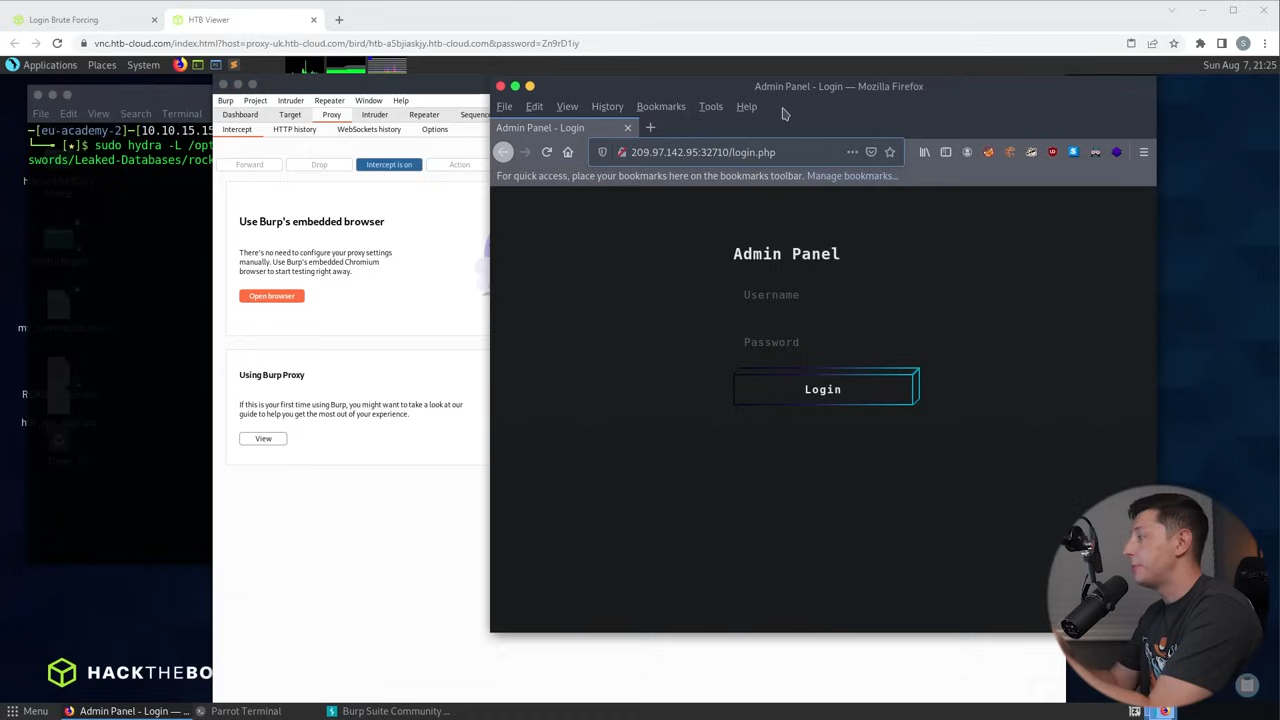 Login Brute Forcing
HTB Viewer
vnc.htb-cloud.com/index.html?host=proxy-uk.htb-cloud.com/bird/htb-a5bjiaskjy.htb-cloud.com&password=Zn9rD1iy
Applications Places System
Sun Aug 7, 21:25
File Edit View Search Terminal
-[eu-academy-2]-[10.10.15.15
[★]$ sudo hydra -L /opt
swords/Leaked-Databases/rock
Burp Project Intruder Repeater Window Help
Dashboard Target Proxy Intruder Repeater Sequence
Intercept HTTP history WebSockets history Options
Forward Drop Intercept is on Action
Use Burp's embedded browser
There's no need to configure your proxy settings
manually. Use Burp's embedded Chromium
browser to start testing right away.
Open browser
Using Burp Proxy
If this is your first time using Burp, you might want to take a look at our
guide to help you get the most out of your experience.
View
Admin Panel - Login — Mozilla Firefox
File Edit View History Bookmarks Tools Help
Admin Panel - Login
209.97.142.95:32710/login.php
For quick access, place your bookmarks here on the bookmarks toolbar. Manage bookmarks...
Admin Panel
Username
Password
Login
HACKTHEBO
Menu
Admin Panel - Login — ...
Parrot Terminal
Burp Suite Community ...